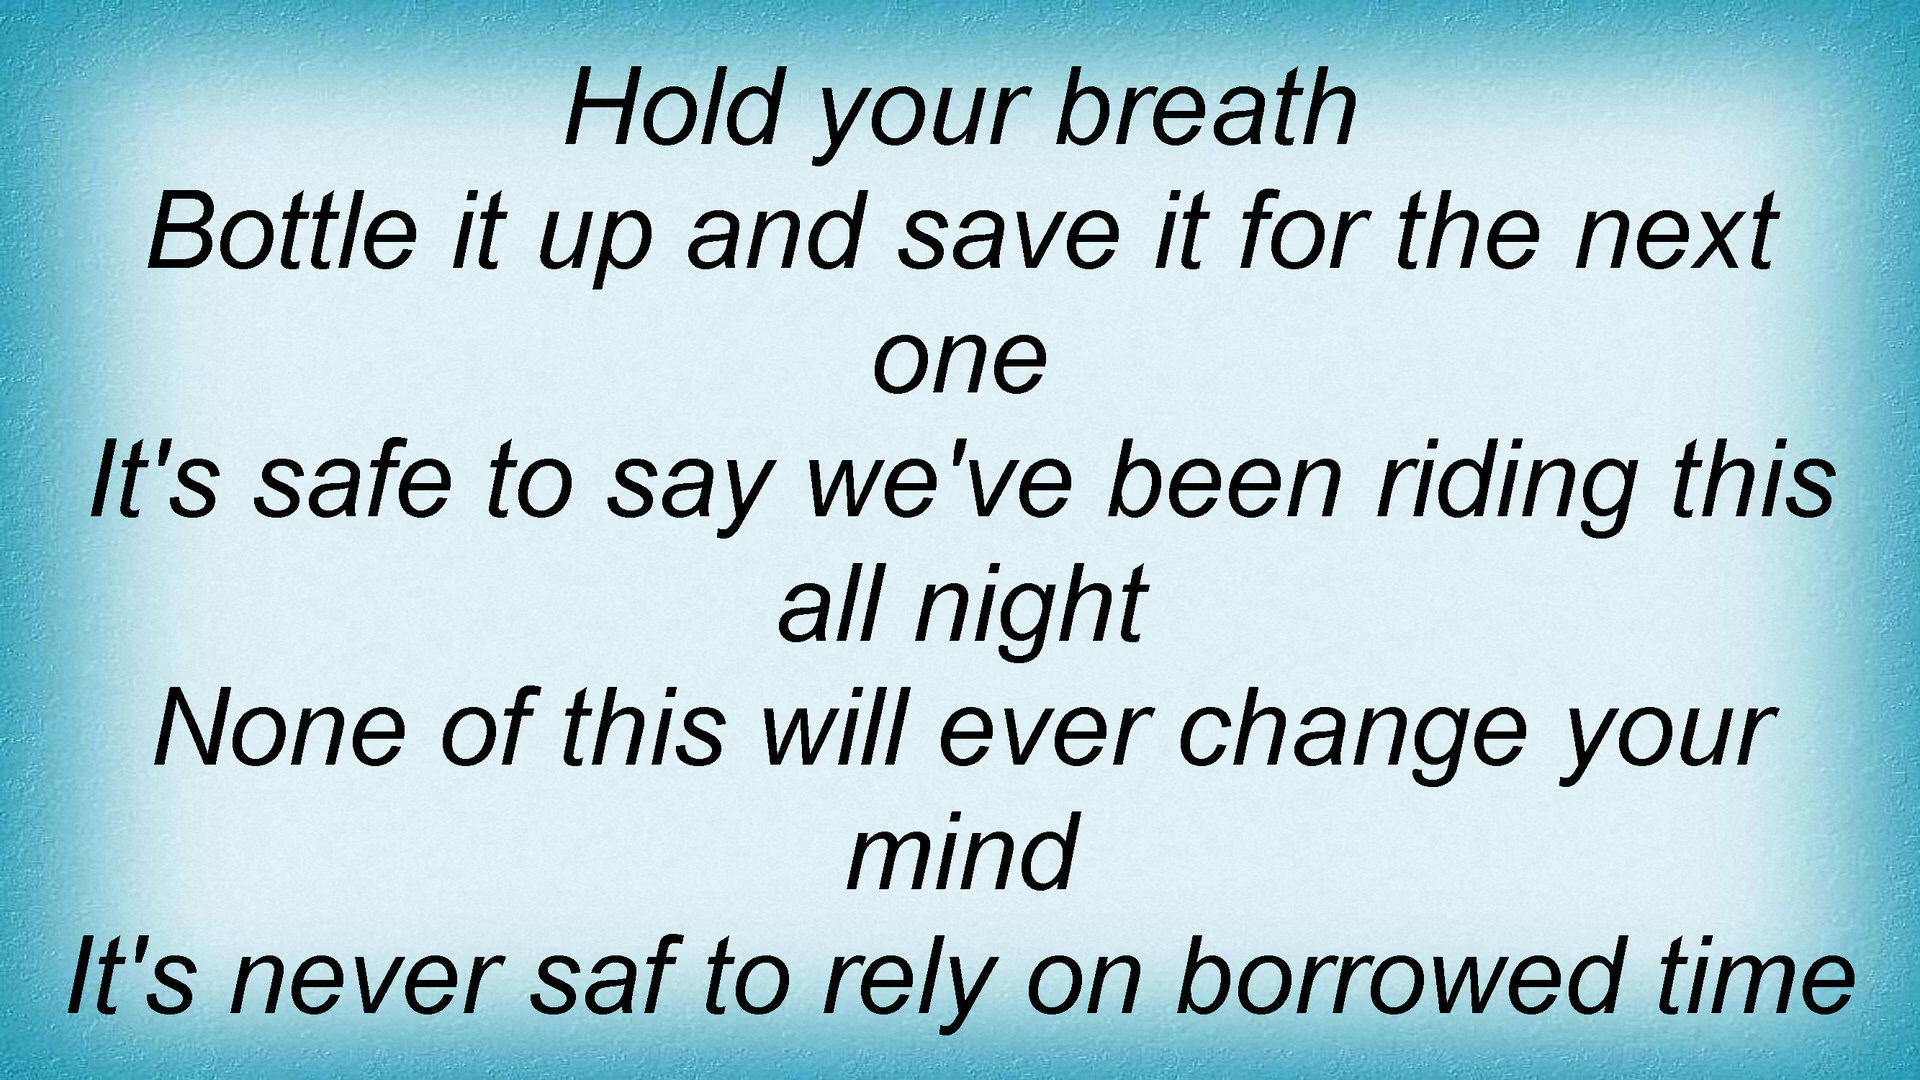 Hold your breath
Bottle it up and save it for the next
one
It's safe to say we've been riding this
all night
None of this will ever change your
mind
It's never saf to rely on borrowed time